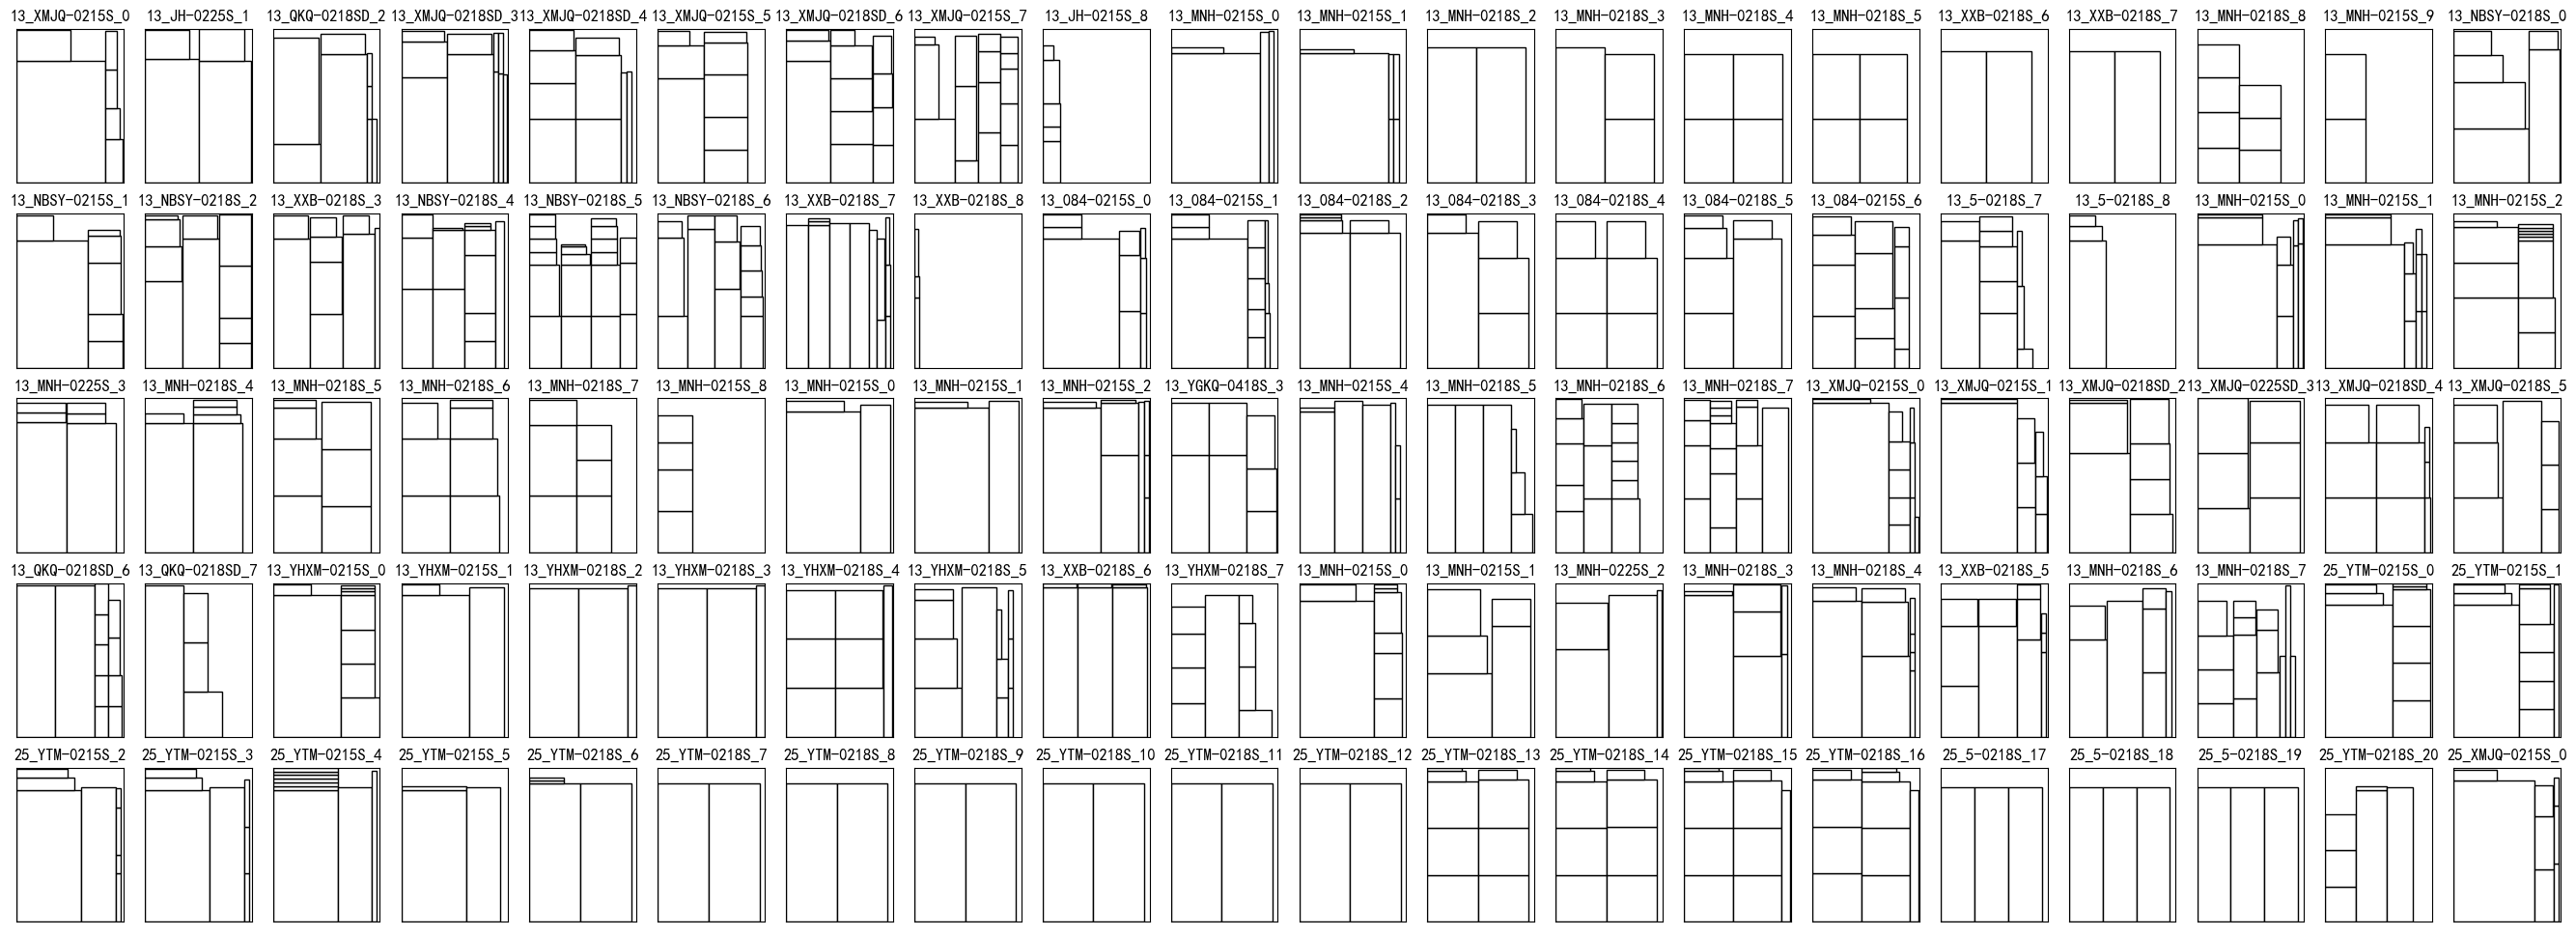 13_XMJQ-0215S_0 13_JH-0225S_1 13_QKQ-0218SD_2 13_XMJQ-0218SD_3 13_XMJQ-0218SD_4 13_XMJQ-0215S_5 13_XMJQ-0218SD_6 13_XMJQ-0215S_7 13_JH-0215S_8 13_MNH-0215S_0 13_MNH-0215S_1 13_MNH-0218S_2 13_MNH-0218S_3 13_MNH-0218S_4 13_MNH-0218S_5 13_XXB-0218S_6 13_XXB-0218S_7 13_MNH-0218S_8 13_MNH-0215S_9 13_NBSY-0218S_0
13_NBSY-0215S_1 13_NBSY-0218S_2 13_XXB-0218S_3 13_NBSY-0218S_4 13_NBSY-0218S_5 13_NBSY-0218S_6 13_XXB-0218S_7 13_XXB-0218S_8 13_084-0215S_0 13_084-0215S_1 13_084-0218S_2 13_084-0218S_3 13_084-0218S_4 13_084-0218S_5 13_084-0215S_6 13_5-0218S_7 13_5-0218S_8 13_MNH-0215S_0 13_MNH-0215S_1 13_MNH-0215S_2
13_MNH-0225S_3 13_MNH-0218S_4 13_MNH-0218S_5 13_MNH-0218S_6 13_MNH-0218S_7 13_MNH-0215S_8 13_MNH-0215S_0 13_MNH-0215S_1 13_MNH-0215S_2 13_YGKQ-0418S_3 13_MNH-0215S_4 13_MNH-0218S_5 13_MNH-0218S_6 13_MNH-0218S_7 13_XMJQ-0215S_0 13_XMJQ-0215S_1 13_XMJQ-0218SD_2 13_XMJQ-0225SD_3 13_XMJQ-0218SD_4 13_XMJQ-0218S_5
13_QKQ-0218SD_6 13_QKQ-0218SD_7 13_YHXM-0215S_0 13_YHXM-0215S_1 13_YHXM-0218S_2 13_YHXM-0218S_3 13_YHXM-0218S_4 13_YHXM-0218S_5 13_XXB-0218S_6 13_YHXM-0218S_7 13_MNH-0215S_0 13_MNH-0215S_1 13_MNH-0225S_2 13_MNH-0218S_3 13_MNH-0218S_4 13_XXB-0218S_5 13_MNH-0218S_6 13_MNH-0218S_7 25_YTM-0215S_0 25_YTM-0215S_1
25_YTM-0215S_2 25_YTM-0215S_3 25_YTM-0215S_4 25_YTM-0215S_5 25_YTM-0218S_6 25_YTM-0218S_7 25_YTM-0218S_8 25_YTM-0218S_9 25_YTM-0218S_10 25_YTM-0218S_11 25_YTM-0218S_12 25_YTM-0218S_13 25_YTM-0218S_14 25_YTM-0218S_15 25_YTM-0218S_16 25_5-0218S_17 25_5-0218S_18 25_5-0218S_19 25_YTM-0218S_20 25_XMJQ-0215S_0